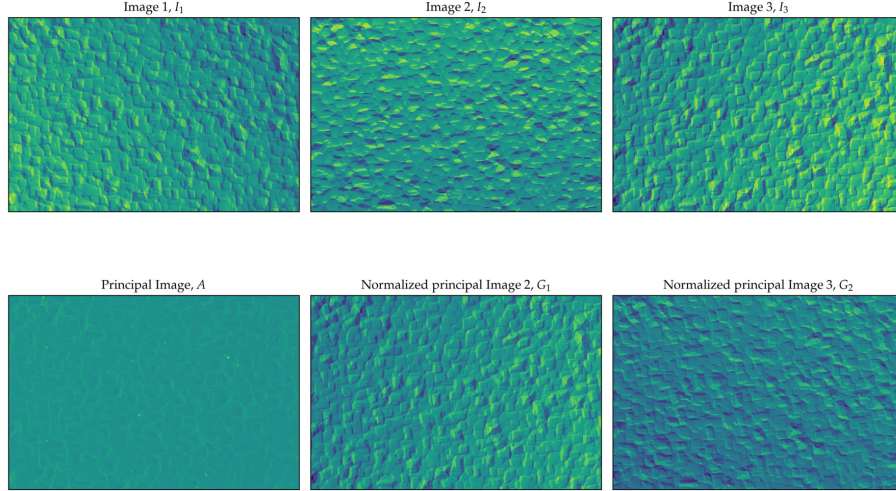 Image 1, I₁
Image 2, I₂
Image 3, I₃
Principal Image, A
Normalized principal Image 2, G₁
Normalized principal Image 3, G₂